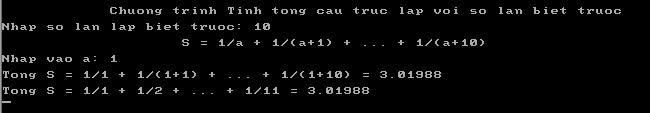 Chuong trinh Tinh tong cau truc lap voi so lan biet truoc
Nhap so lan lap biet truoc: 10
S = 1/a + 1/(a+1) + ... + 1/(a+10)
Nhap vao a: 1
Tong S = 1/1 + 1/(1+1) + ... + 1/(1+10) = 3.01988
Tong S = 1/1 + 1/2 + ... + 1/11 = 3.01988